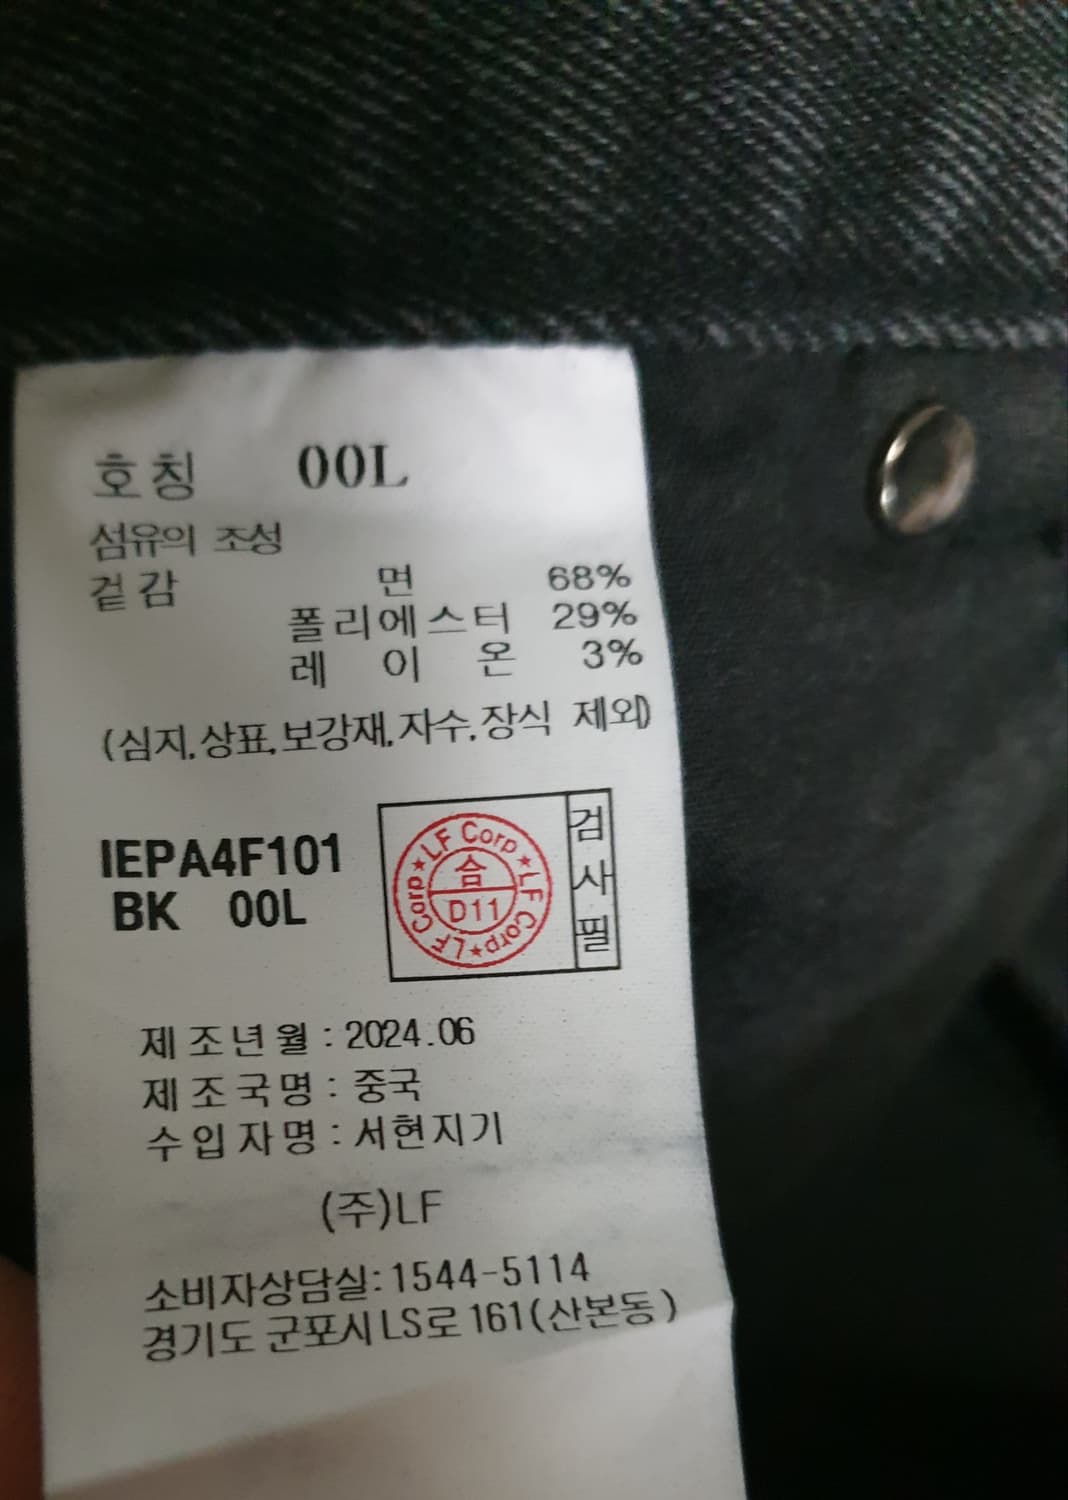 호칭 00L
섬유의 조성
겉감 면 68%
폴리에스터 29%
레이온 3%
(심지,상표,보강재,자수,장식 제외)
IEPA4F101
BK 00L
LF Corp★LF Corp★LF Corp★
合
D11
검사필
제조년월 : 2024.06
제조국명 : 중국
수입자명 : 서현지기
(주)LF
소비자상담실:1544-5114
경기도 군포시 LS로 161(산본동)